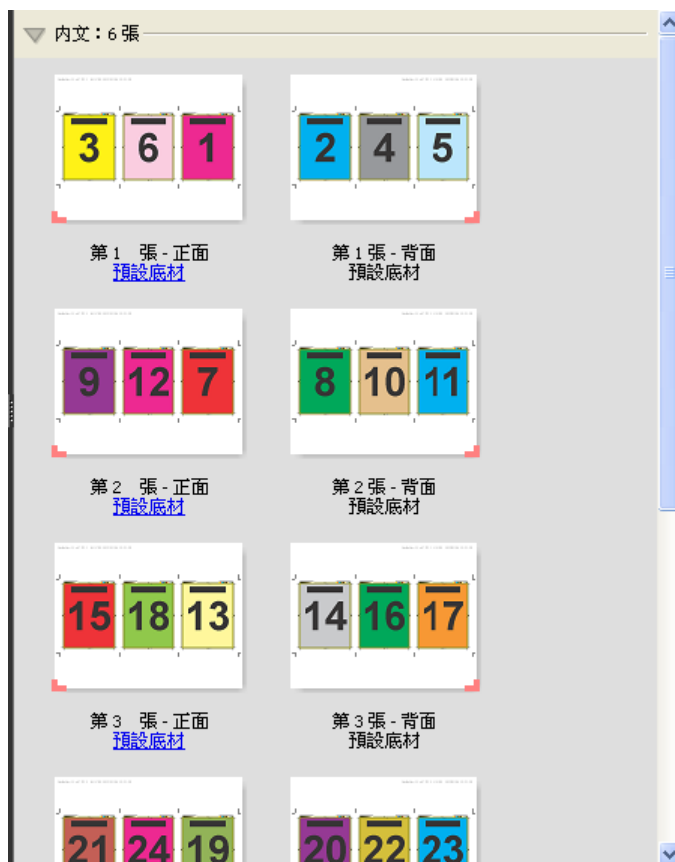 內文：6 張
3 6 1
2 4 5
第 1 張 - 正面
預設底材
第 1 張 - 背面
預設底材
9 12 7
8 10 11
第 2 張 - 正面
預設底材
第 2 張 - 背面
預設底材
15 18 13
14 16 17
第 3 張 - 正面
預設底材
第 3 張 - 背面
預設底材
21 24 19
20 22 23